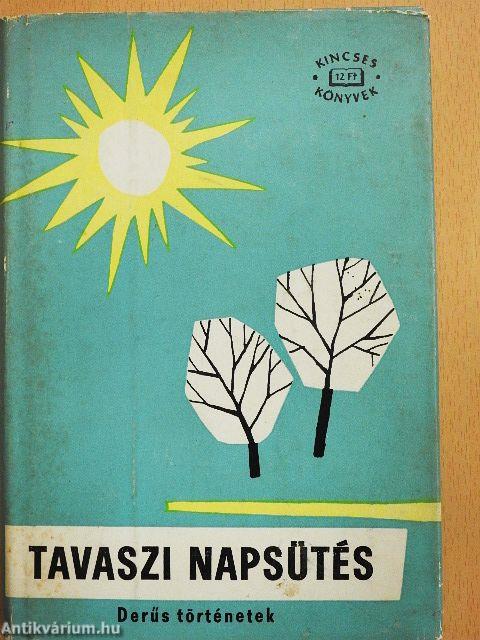 KINCSES
12 Ft
KÖNYVEK
TAVASZI NAPSÜTÉS
Derűs történetek
Antikvárium.hu